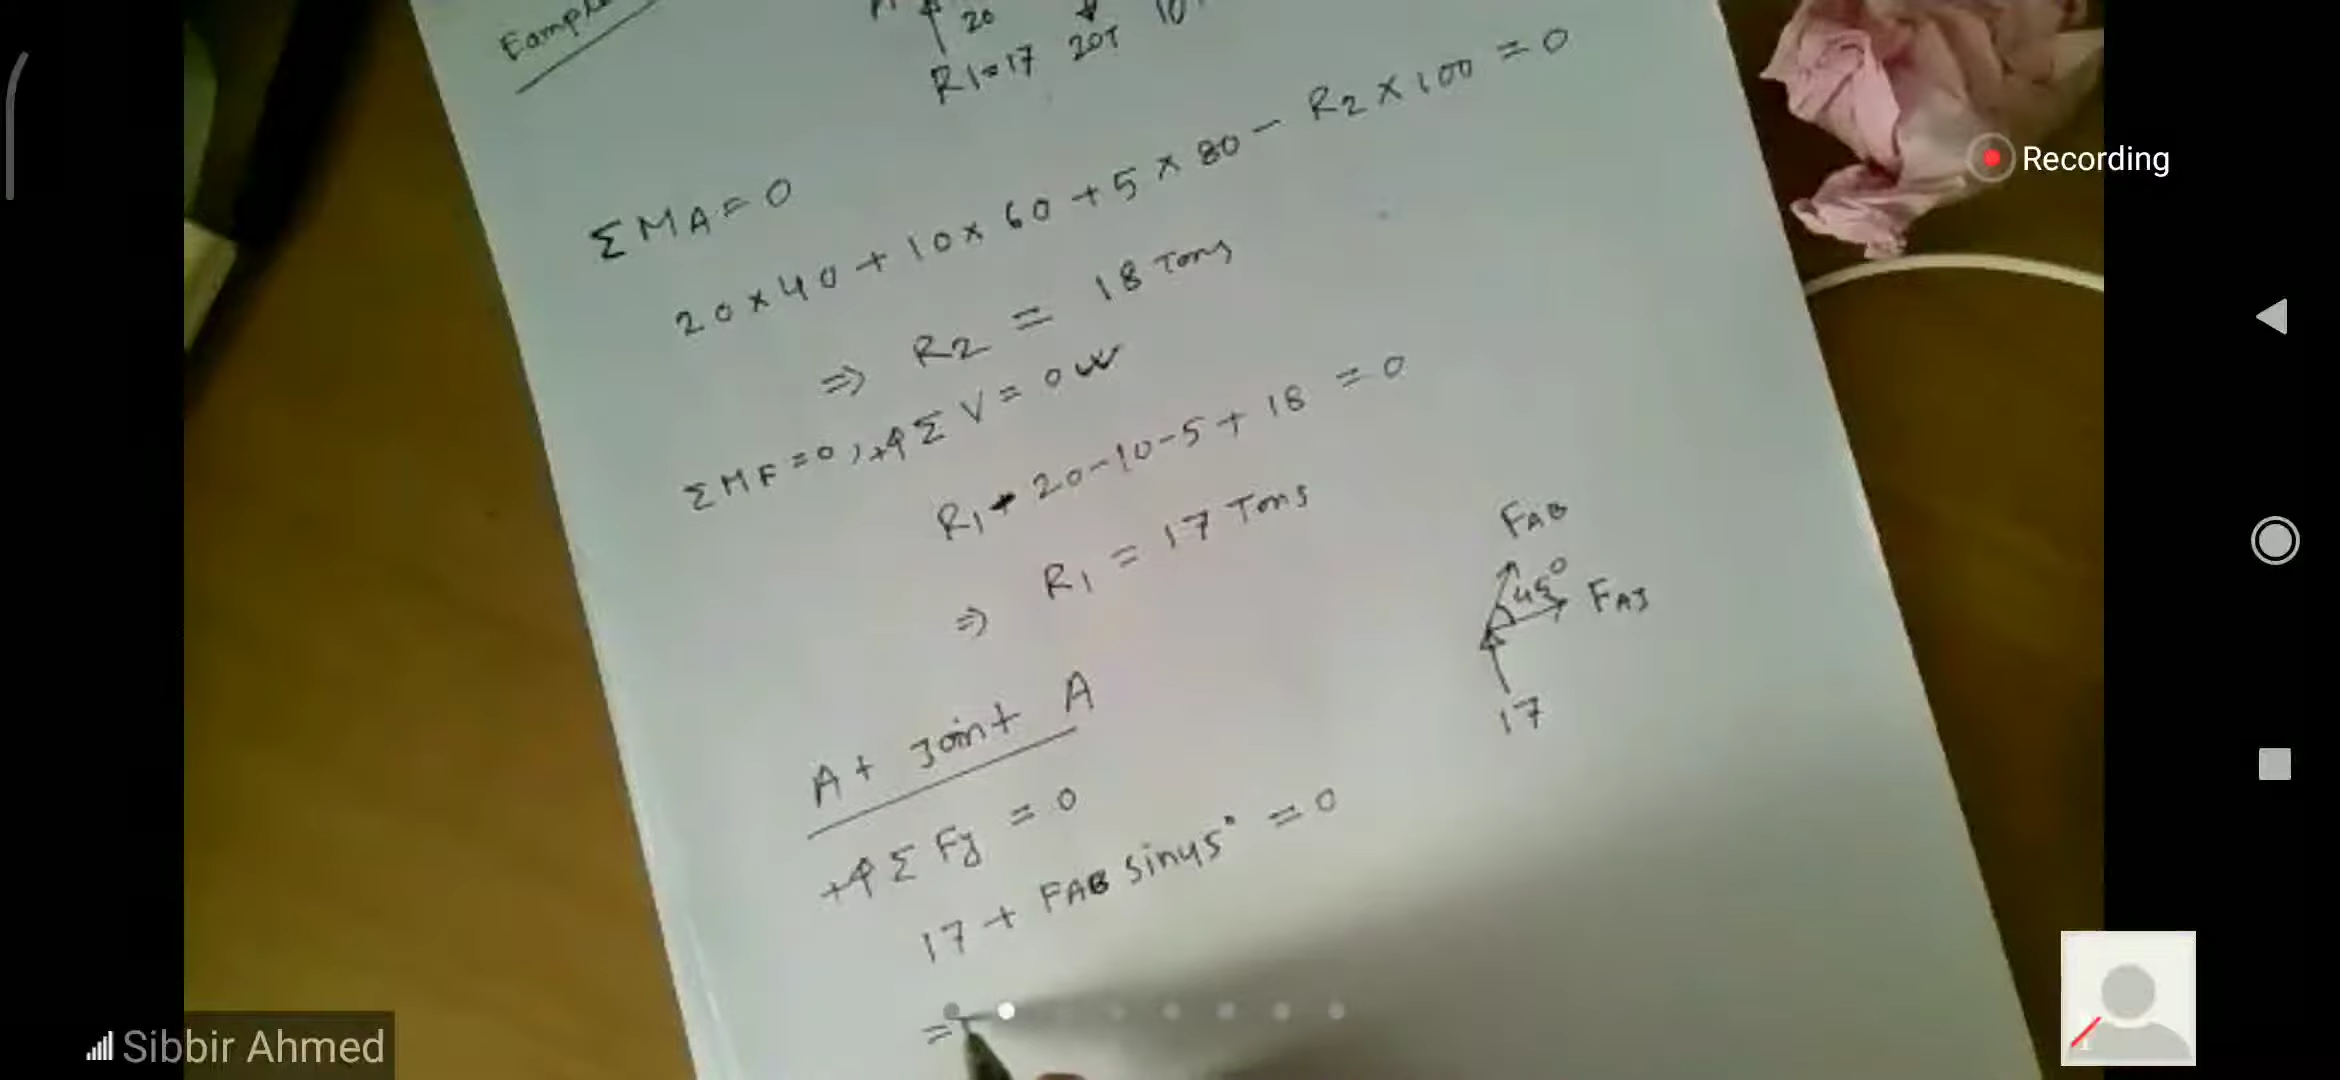 20
R1=17 20T 10
ΣMA=0
20×40+10×60+5×80-R2×100=0
⇒ R2 = 18 Tons
ΣMF=0, +↑ΣV=0
R1-20-10-5+18=0
⇒ R1 = 17 Tons
FAB
45°
FAJ
17
At Joint A
+↑ΣFy=0
17+FAB sin45°=0
=
Recording
Sibbir Ahmed